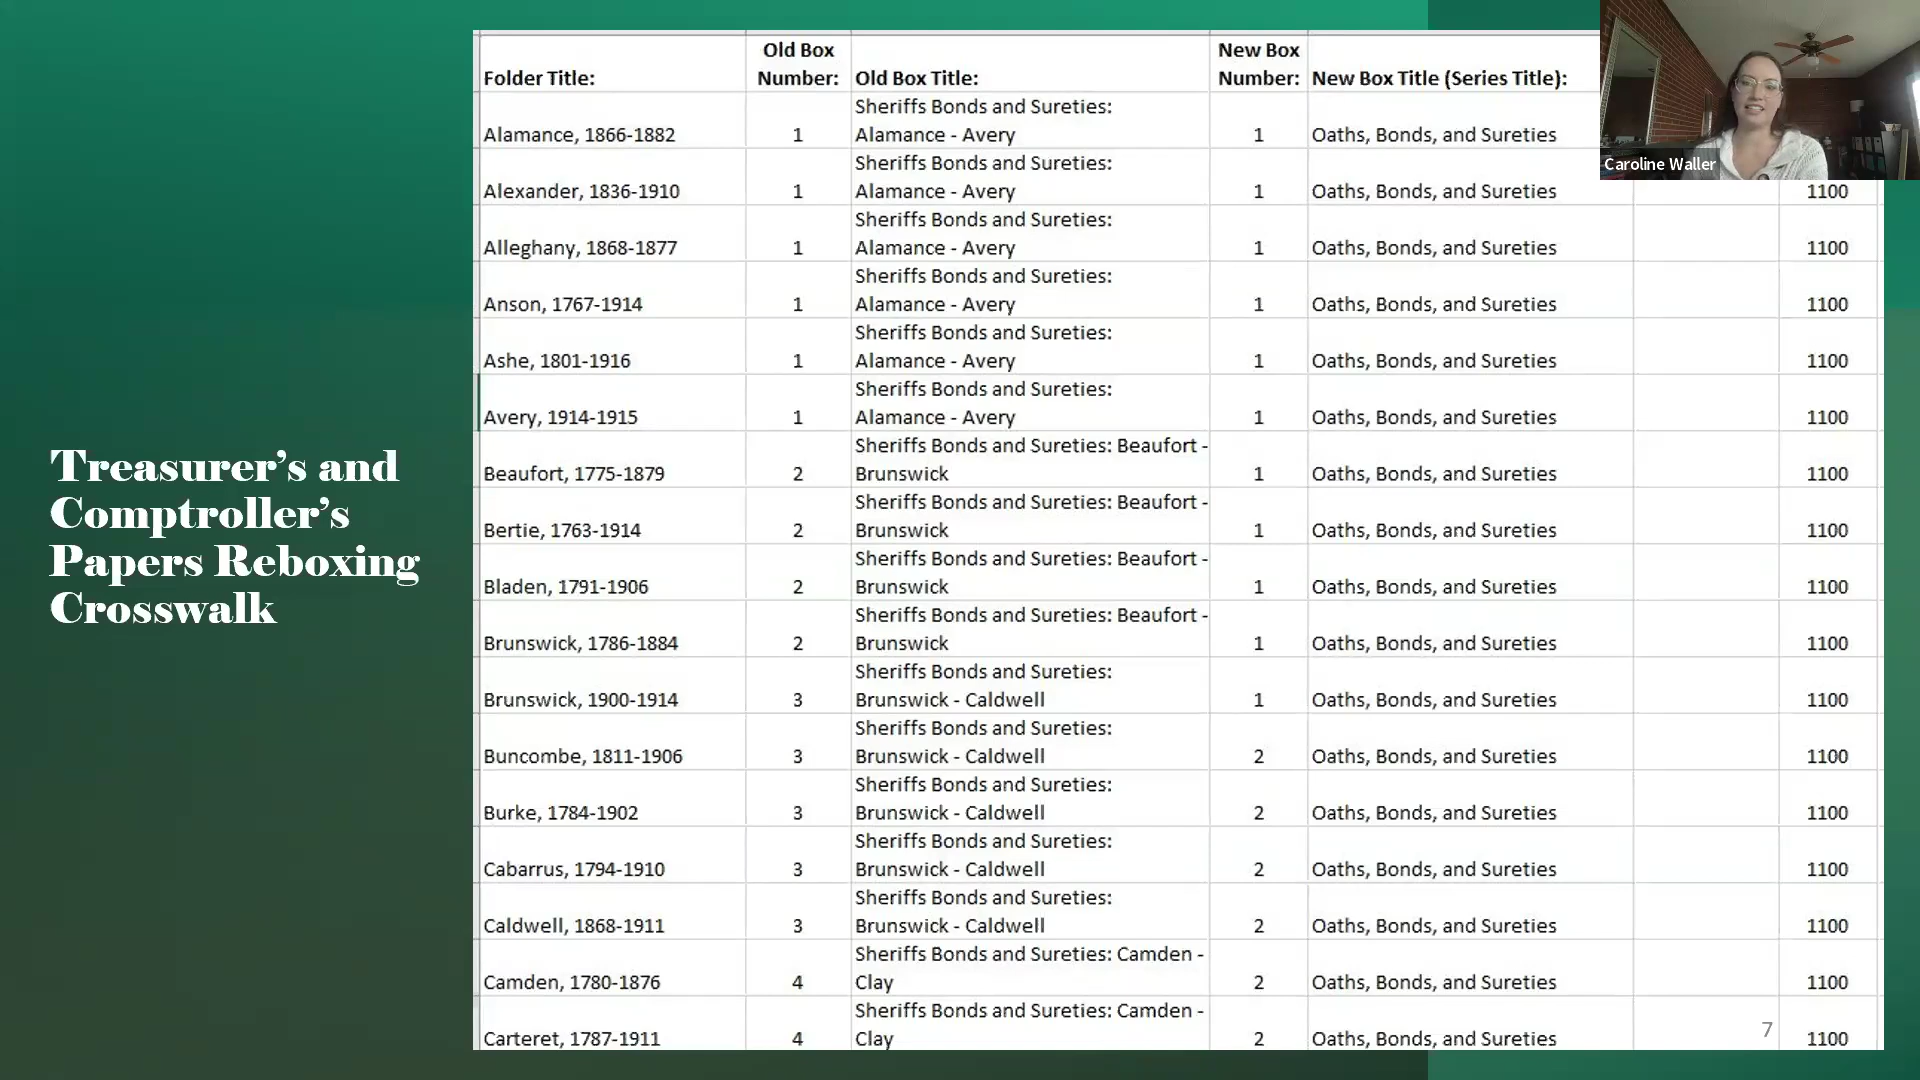 Treasurer’s and
Comptroller’s
Papers Reboxing
Crosswalk
Folder Title: Old Box Number: Old Box Title: New Box Number: New Box Title (Series Title):
Alamance, 1866-1882 1 Sheriffs Bonds and Sureties: Alamance - Avery 1 Oaths, Bonds, and Sureties
Alexander, 1836-1910 1 Sheriffs Bonds and Sureties: Alamance - Avery 1 Oaths, Bonds, and Sureties 1100
Alleghany, 1868-1877 1 Sheriffs Bonds and Sureties: Alamance - Avery 1 Oaths, Bonds, and Sureties 1100
Anson, 1767-1914 1 Sheriffs Bonds and Sureties: Alamance - Avery 1 Oaths, Bonds, and Sureties 1100
Ashe, 1801-1916 1 Sheriffs Bonds and Sureties: Alamance - Avery 1 Oaths, Bonds, and Sureties 1100
Avery, 1914-1915 1 Sheriffs Bonds and Sureties: Alamance - Avery 1 Oaths, Bonds, and Sureties 1100
Beaufort, 1775-1879 2 Sheriffs Bonds and Sureties: Beaufort - Brunswick 1 Oaths, Bonds, and Sureties 1100
Bertie, 1763-1914 2 Sheriffs Bonds and Sureties: Beaufort - Brunswick 1 Oaths, Bonds, and Sureties 1100
Bladen, 1791-1906 2 Sheriffs Bonds and Sureties: Beaufort - Brunswick 1 Oaths, Bonds, and Sureties 1100
Brunswick, 1786-1884 2 Sheriffs Bonds and Sureties: Beaufort - Brunswick 1 Oaths, Bonds, and Sureties 1100
Brunswick, 1900-1914 3 Sheriffs Bonds and Sureties: Brunswick - Caldwell 1 Oaths, Bonds, and Sureties 1100
Buncombe, 1811-1906 3 Sheriffs Bonds and Sureties: Brunswick - Caldwell 2 Oaths, Bonds, and Sureties 1100
Burke, 1784-1902 3 Sheriffs Bonds and Sureties: Brunswick - Caldwell 2 Oaths, Bonds, and Sureties 1100
Cabarrus, 1794-1910 3 Sheriffs Bonds and Sureties: Brunswick - Caldwell 2 Oaths, Bonds, and Sureties 1100
Caldwell, 1868-1911 3 Sheriffs Bonds and Sureties: Brunswick - Caldwell 2 Oaths, Bonds, and Sureties 1100
Camden, 1780-1876 4 Sheriffs Bonds and Sureties: Camden - Clay 2 Oaths, Bonds, and Sureties 1100
Carteret, 1787-1911 4 Sheriffs Bonds and Sureties: Camden - Clay 2 Oaths, Bonds, and Sureties 1100
7
Caroline Waller